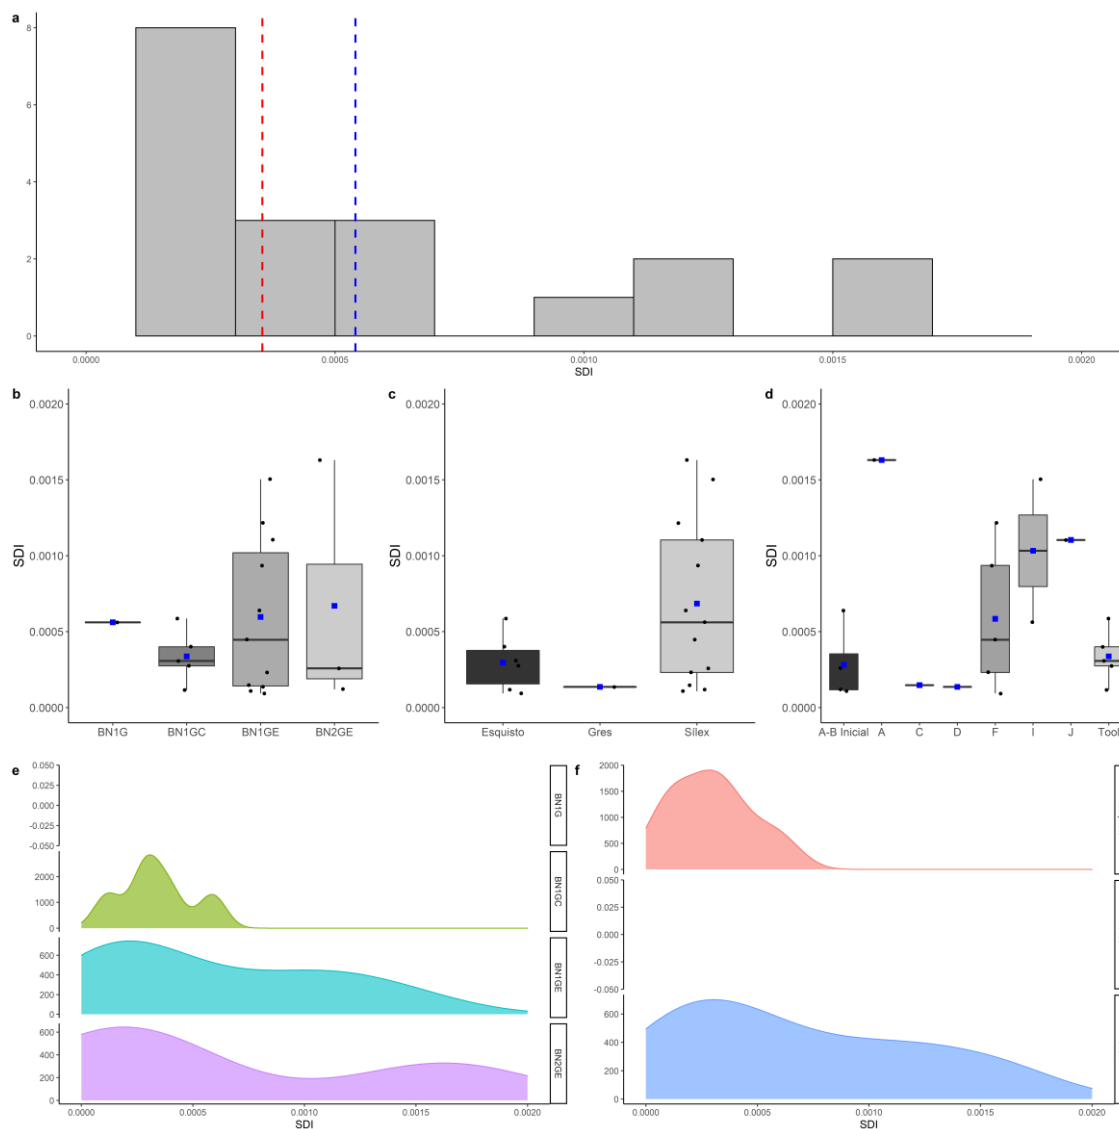 a
8
6
4
2
0
0.0000 0.0005 0.0010 0.0015 0.0020
SDI
b
0.0020
0.0015
0.0010
0.0005
0.0000
SDI
BN1G BN1GC BN1GE BN2GE
c
0.0020
0.0015
0.0010
0.0005
0.0000
SDI
Esquisto Gres Sílex
d
0.0020
0.0015
0.0010
0.0005
0.0000
SDI
A-B Inicial A C D F I J Tool
e
0.050
0.025
0.000
-0.025
-0.050
BN1G
2000
1000
0
BN1GC
600
400
200
0
BN1GE
600
400
200
0
BN2GE
0.0000 0.0005 0.0010 0.0015 0.0020
SDI
f
2000
1500
1000
500
0
0.050
0.025
0.000
-0.025
-0.050
600
400
200
0
0.0000 0.0005 0.0010 0.0015 0.0020
SDI